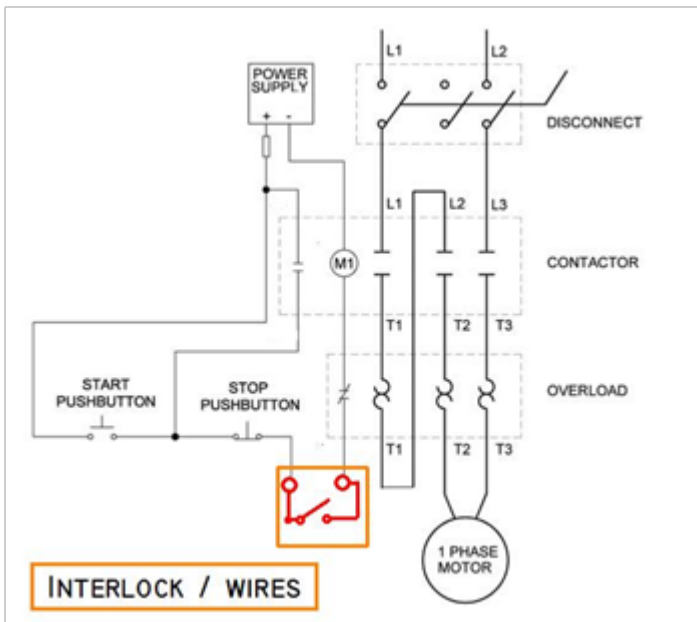 L1
L2
POWER
SUPPLY
+ -
DISCONNECT
L1
L2
L3
M1
CONTACTOR
T1
T2
T3
START
PUSHBUTTON
STOP
PUSHBUTTON
OVERLOAD
T1
T2
T3
1 PHASE
MOTOR
INTERLOCK / WIRES